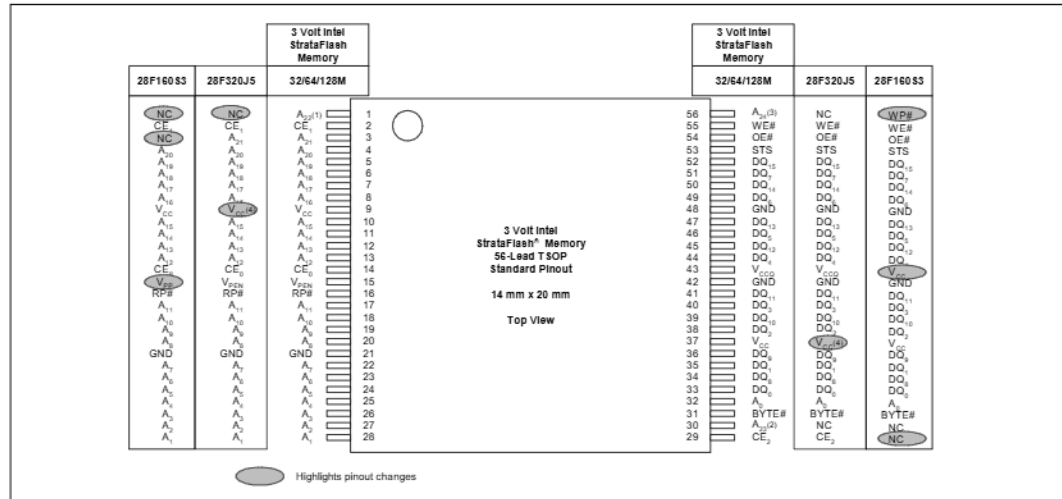 3 Volt Intel
StrataFlash
Memory
28F160S3 28F320J5 32/64/128M
NC NC A22(1) 1
CE1 CE1 CE1 2
NC A21 A21 3
A20 A20 A20 4
A19 A19 A19 5
A18 A18 A18 6
A17 A17 A17 7
A16 A16 8
VCC VCC(4) VCC 9
A15 A15 A15 10
A14 A14 A14 11
A13 A13 A13 12
A12 A12 A12 13
CE0 CE0 CE0 14
VPP VPEN VPEN 15
RP# RP# RP# 16
A11 A11 A11 17
A10 A10 A10 18
A9 A9 A9 19
A8 A8 A8 20
GND GND GND 21
A7 A7 A7 22
A6 A6 A6 23
A5 A5 A5 24
A4 A4 A4 25
A3 A3 A3 26
A2 A2 A2 27
A1 A1 A1 28
3 Volt Intel
StrataFlash^ Memory
56-Lead TSOP
Standard Pinout
14 mm x 20 mm
Top View
3 Volt Intel
StrataFlash
Memory
32/64/128M 28F320J5 28F160S3
56 A24(3) NC WP#
55 WE# WE# WE#
54 OE# OE# OE#
53 STS STS STS
52 DQ15 DQ15 DQ15
51 DQ7 DQ7 DQ7
50 DQ14 DQ14 DQ14
49 DQ6 DQ6 DQ6
48 GND GND GND
47 DQ13 DQ13 DQ13
46 DQ5 DQ5 DQ5
45 DQ12 DQ12 DQ12
44 DQ4 DQ4 DQ4
43 VCCQ VCCQ VCC
42 GND GND GND
41 DQ11 DQ11 DQ11
40 DQ3 DQ3 DQ3
39 DQ10 DQ10 DQ10
38 DQ2 DQ2 DQ2
37 VCC VCC(4) VCC
36 DQ9 DQ9 DQ9
35 DQ1 DQ1 DQ1
34 DQ8 DQ8 DQ8
33 DQ0 DQ0 DQ0
32 A0 A0 A0
31 BYTE# BYTE# BYTE#
30 A23(2) NC NC
29 CE2 CE2 NC
Highlights pinout changes